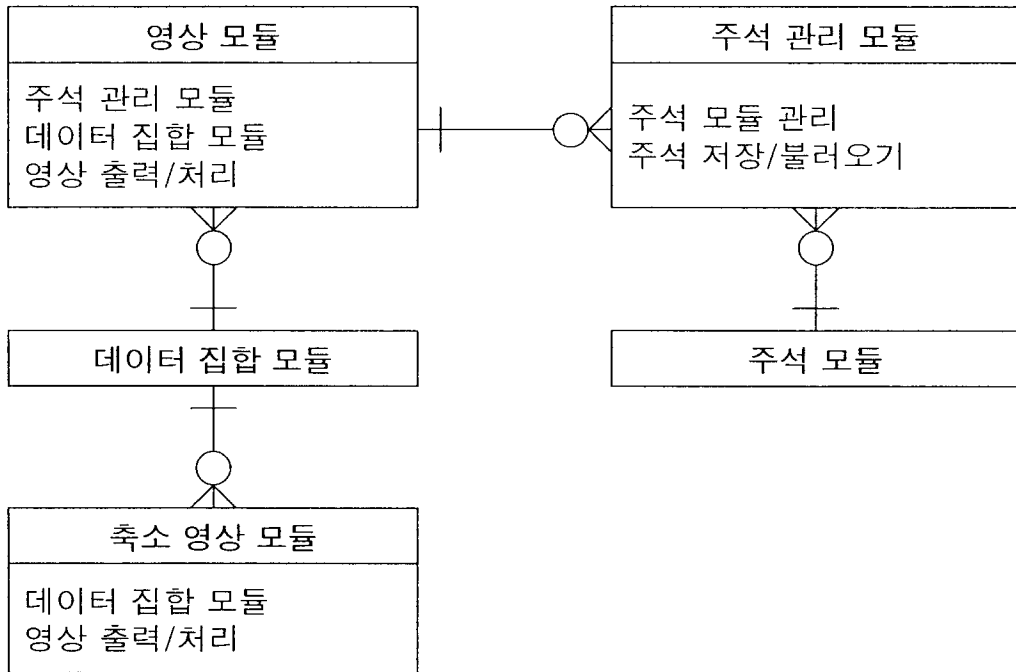 영상 모듈
주석 관리 모듈
데이터 집합 모듈
영상 출력/처리
주석 관리 모듈
주석 모듈 관리
주석 저장/불러오기
데이터 집합 모듈
주석 모듈
축소 영상 모듈
데이터 집합 모듈
영상 출력/처리